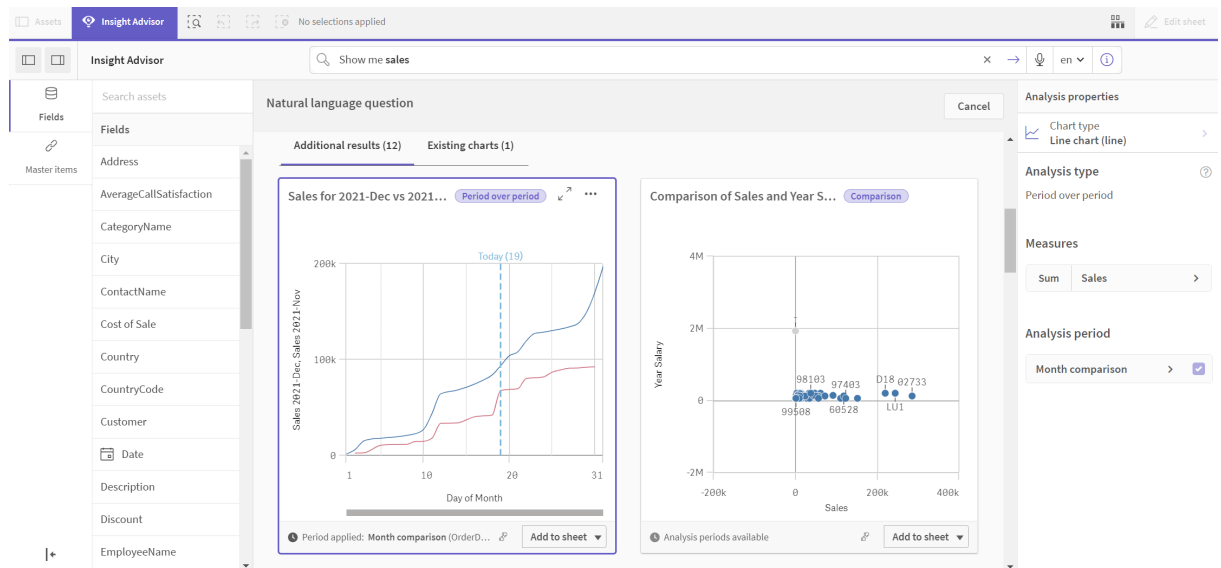 Assets
Insight Advisor
No selections applied
Edit sheet
Insight Advisor
Show me sales
en
Fields
Master items
Search assets
Fields
Address
AverageCallSatisfaction
CategoryName
City
ContactName
Cost of Sale
Country
CountryCode
Customer
Date
Description
Discount
EmployeeName
Natural language question
Cancel
Additional results (12)
Existing charts (1)
Sales for 2021-Dec vs 2021...
Period over period
Today (19)
200k
100k
0
Sales 2021-Dec, Sales 2021-Nov
1
10
20
31
Day of Month
Period applied: Month comparison (OrderD...
Add to sheet
Comparison of Sales and Year S...
Comparison
4M
2M
0
-2M
Year Salary
-
98103
97403
D18
02733
99508
60528
LU1
-200k
0
200k
400k
Sales
Analysis periods available
Add to sheet
Analysis properties
Chart type
Line chart (line)
Analysis type
Period over period
Measures
Sum
Sales
Analysis period
Month comparison